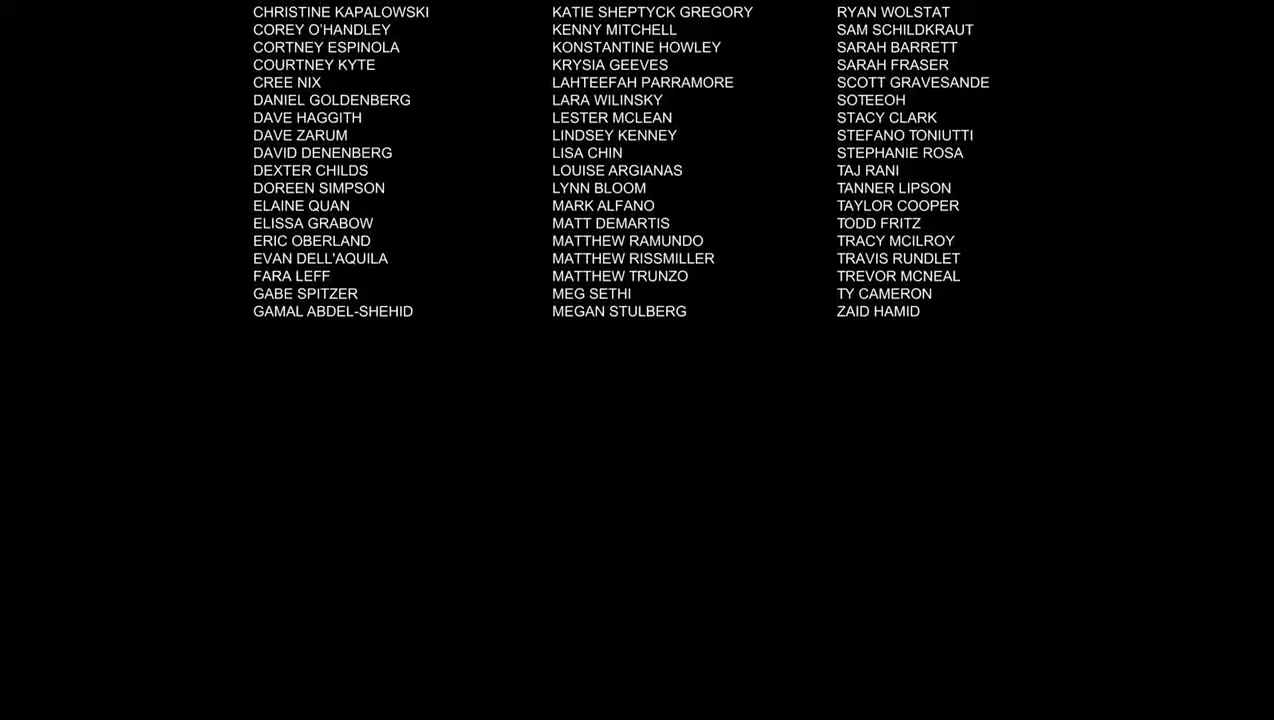 CHRISTINE KAPALOWSKI
COREY O'HANDLEY
CORTNEY ESPINOLA
COURTNEY KYTE
CREE NIX
DANIEL GOLDENBERG
DAVE HAGGITH
DAVE ZARUM
DAVID DENENBERG
DEXTER CHILDS
DOREEN SIMPSON
ELAINE QUAN
ELISSA GRABOW
ERIC OBERLAND
EVAN DELL'AQUILA
FARA LEFF
GABE SPITZER
GAMAL ABDEL-SHEHID
KATIE SHEPTYCK GREGORY
KENNY MITCHELL
KONSTANTINE HOWLEY
KRYSIA GEEVES
LAHTEEFAH PARRAMORE
LARA WILINSKY
LESTER MCLEAN
LINDSEY KENNEY
LISA CHIN
LOUISE ARGIANAS
LYNN BLOOM
MARK ALFANO
MATT DEMARTIS
MATTHEW RAMUNDO
MATTHEW RISSMILLER
MATTHEW TRUNZO
MEG SETHI
MEGAN STULBERG
RYAN WOLSTAT
SAM SCHILDKRAUT
SARAH BARRETT
SARAH FRASER
SCOTT GRAVESANDE
SOTEEOH
STACY CLARK
STEFANO TONIUTTI
STEPHANIE ROSA
TAJ RANI
TANNER LIPSON
TAYLOR COOPER
TODD FRITZ
TRACY MCILROY
TRAVIS RUNDLET
TREVOR MCNEAL
TY CAMERON
ZAID HAMID